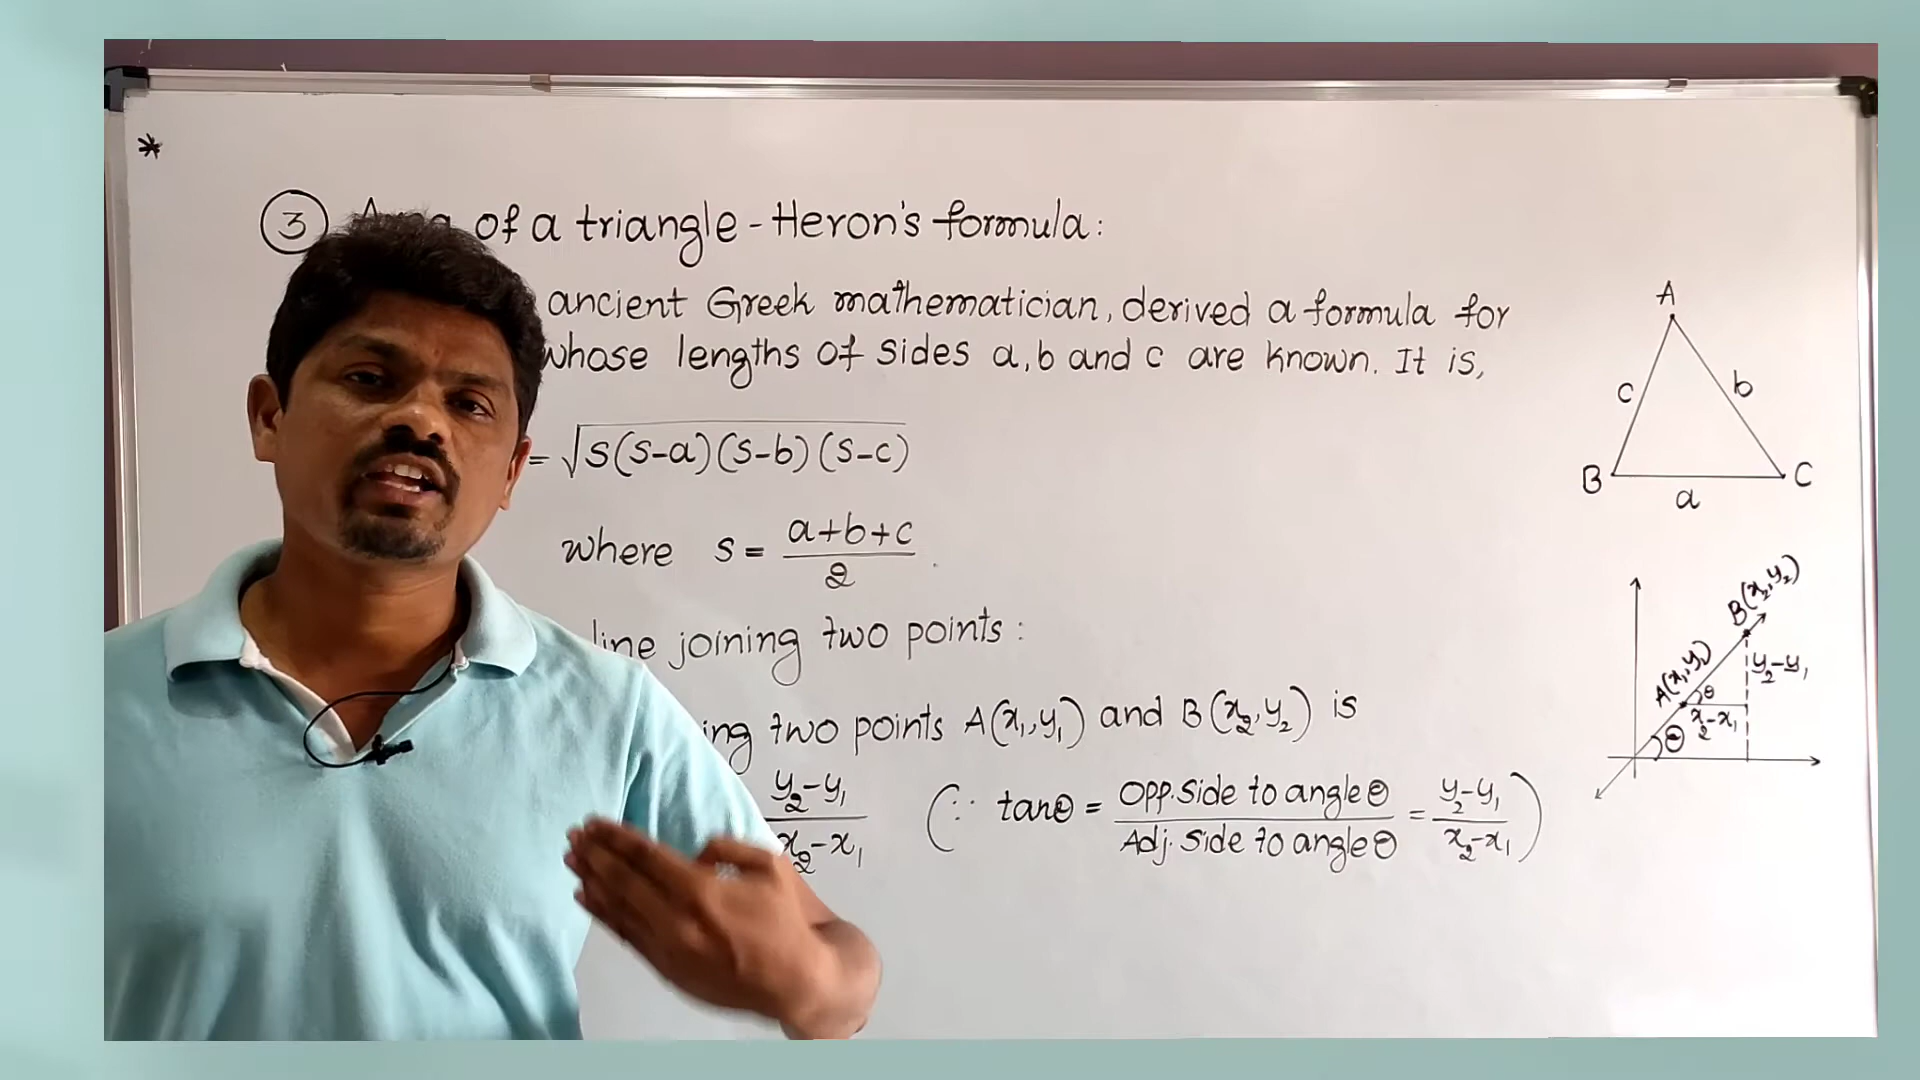 *
③ Area of a triangle - Heron's formula:
ancient Greek mathematician, derived a formula for
whose lengths of sides a, b and c are known. It is,
= √s(s-a)(s-b)(s-c)
where s = (a+b+c)/2.
line joining two points:
ing two points A(x₁, y₁) and B(x₂, y₂) is
(y₂-y₁)/(x₂-x₁) (∵ tanθ = Opp. Side to angle θ/Adj. Side to angle θ = (y₂-y₁)/(x₂-x₁))
A
c b
B a C
B(x₂, y₂)
A(x₁, y₁)
y₂-y₁
θ
x₂-x₁
θ